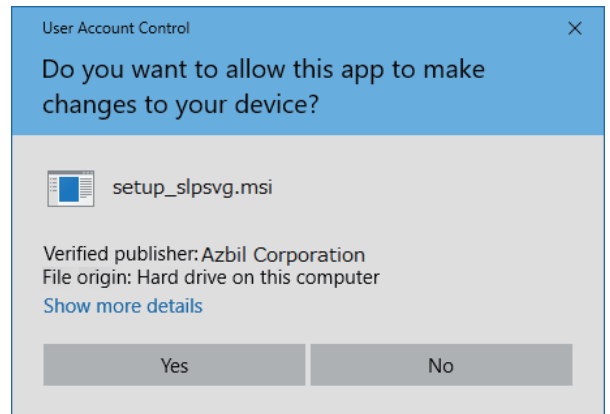 User Account Control
Do you want to allow this app to make
changes to your device?
setup_slpsvg.msi
Verified publisher: Azbil Corporation
File origin: Hard drive on this computer
Show more details
Yes
No